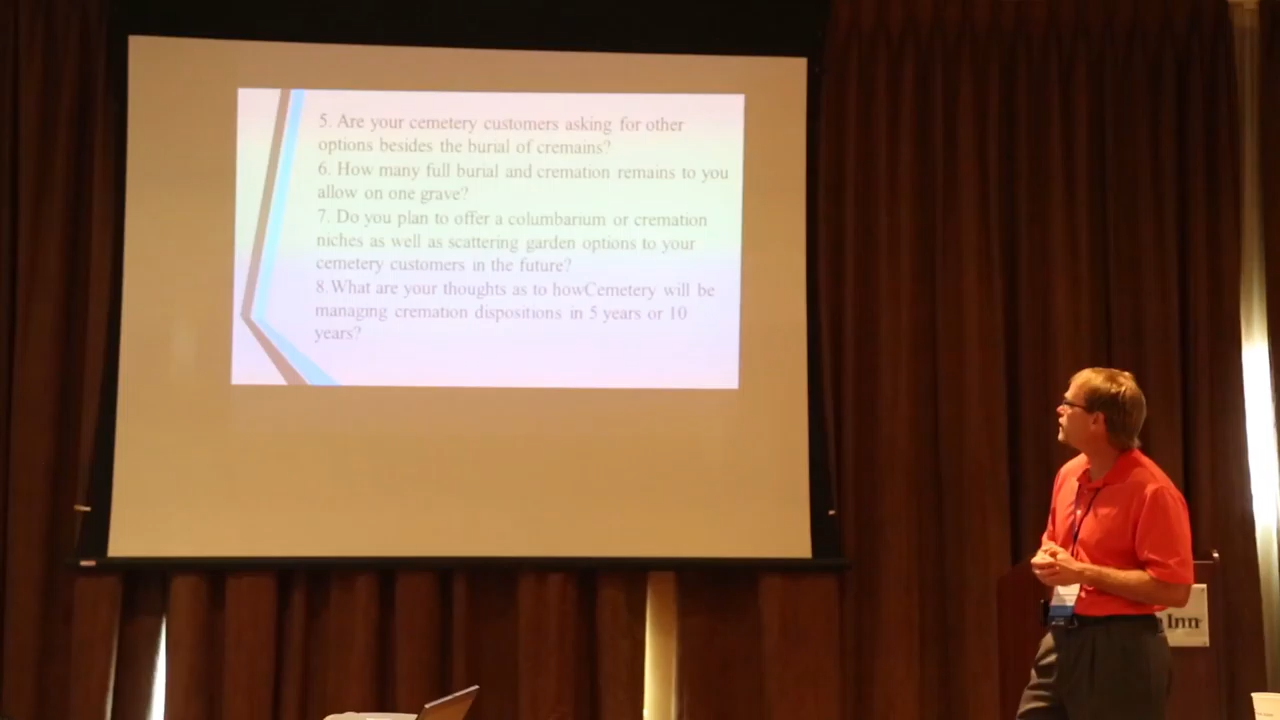 5. Are your cemetery customers asking for other
options besides the burial of cremains?
6. How many full burial and cremation remains to you
allow on one grave?
7. Do you plan to offer a columbarium or cremation
niches as well as scattering garden options to your
cemetery customers in the future?
8.What are your thoughts as to howCemetery will be
managing cremation dispositions in 5 years or 10
years?
Inn